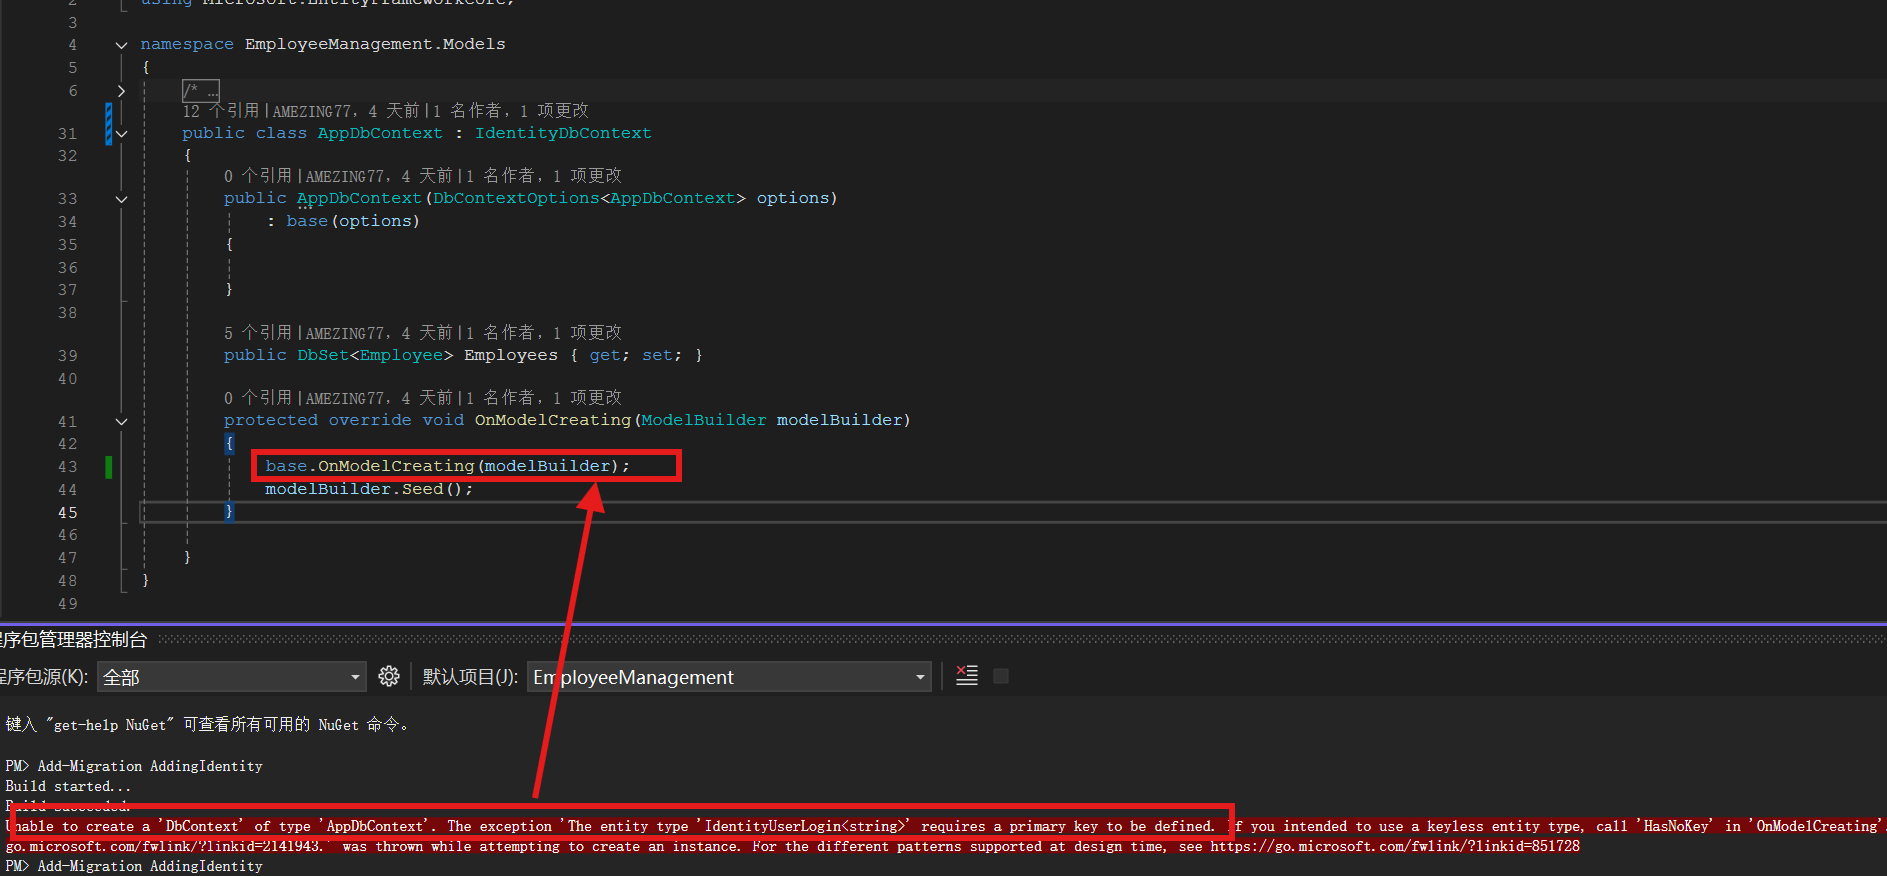 2 using Microsoft.EntityFrameworkCore;
3
4 namespace EmployeeManagement.Models
5 {
6 /* ...
12 个引用|AMEZING77，4 天前|1 名作者，1 项更改
31 public class AppDbContext : IdentityDbContext
32 {
0 个引用|AMEZING77，4 天前|1 名作者，1 项更改
33 public AppDbContext(DbContextOptions<AppDbContext> options)
34 : base(options)
35 {
36
37 }
38
5 个引用|AMEZING77，4 天前|1 名作者，1 项更改
39 public DbSet<Employee> Employees { get; set; }
40
0 个引用|AMEZING77，4 天前|1 名作者，1 项更改
41 protected override void OnModelCreating(ModelBuilder modelBuilder)
42 {
43 base.OnModelCreating(modelBuilder);
44 modelBuilder.Seed();
45 }
46
47 }
48 }
49
程序包管理器控制台
程序包源(K): 全部 默认项目(J): EmployeeManagement
键入 "get-help NuGet" 可查看所有可用的 NuGet 命令。
PM> Add-Migration AddingIdentity
Build started...
Build succeeded.
Unable to create a 'DbContext' of type 'AppDbContext'. The exception 'The entity type 'IdentityUserLogin<string>' requires a primary key to be defined. If you intended to use a keyless entity type, call 'HasNoKey' in 'OnModelCreating'.
go.microsoft.com/fwlink/?linkid=2141943.' was thrown while attempting to create an instance. For the different patterns supported at design time, see https://go.microsoft.com/fwlink/?linkid=851728
PM> Add-Migration AddingIdentity